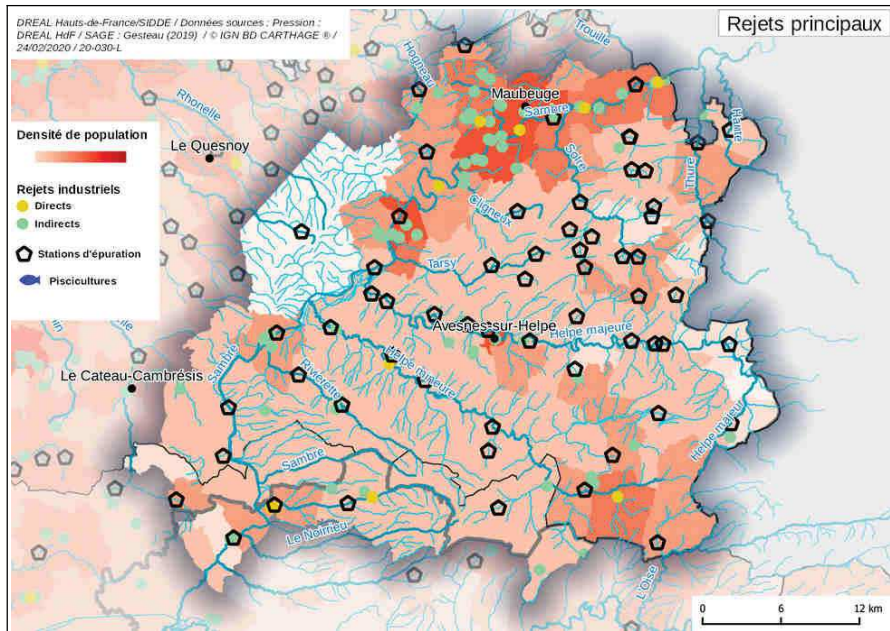 DREAL Hauts-de-France/SIDDE / Données sources : Pression :
DREAL HdF / SAGE : Gesteau (2019) / © IGN BD CARTHAGE ® /
24/02/2020 / 20-030-L
Rejets principaux
Trouille
Hogneau
Rhonelle
Maubeuge
Sambre
Hante
Densité de population
Le Quesnoy
Solre
Thure
Rejets industriels
Directs
Indirects
Cligneux
Stations d'épuration
Tarsy
Piscicultures
Avesnes-sur-Helpe
Helpe majeure
Sambre
Rivierette
Helpe mineure
Le Cateau-Cambrésis
Helpe majeur
Sambre
Le Noirrieu
L'Oise
0 6 12 km